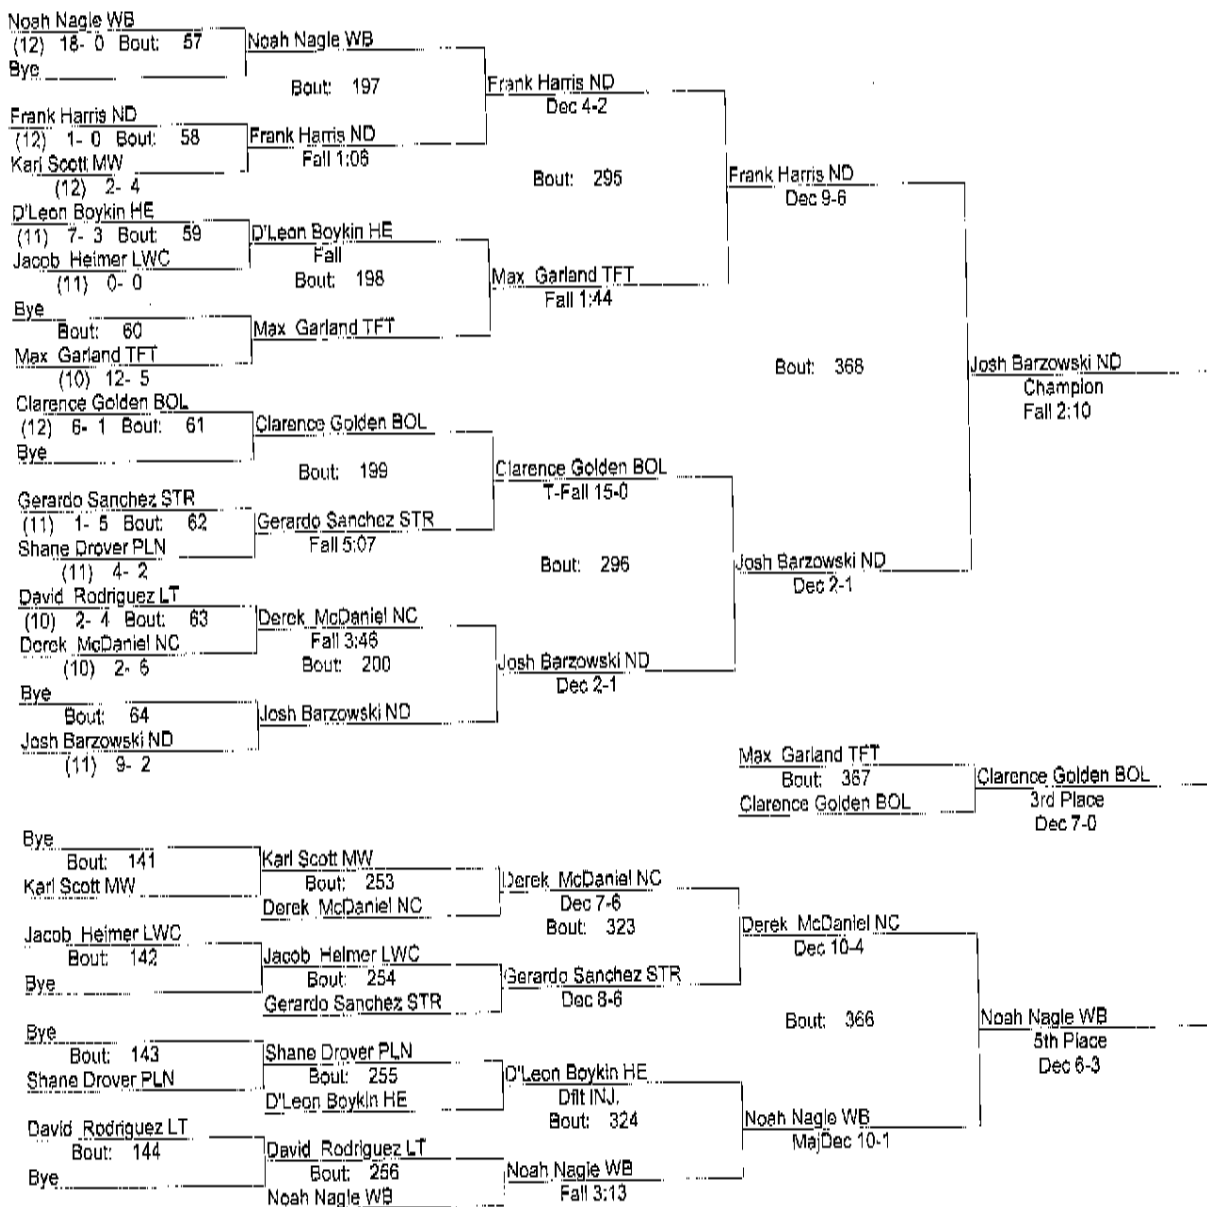 Noah Nagle WB
(12) 18- 0 Bout: 57
Bye
Noah Nagle WB
Bout: 197
Frank Harris ND
(12) 1- 0 Bout: 58
Karl Scott MW
(12) 2- 4
Frank Harris ND
Fall 1:06
Frank Harris ND
Dec 4-2
D'Leon Boykin HE
(11) 7- 3 Bout: 59
Jacob Heimer LWC
(11) 0- 0
D'Leon Boykin HE
Fall
Bout: 198
Bye
Bout: 60
Max Garland TFT
(10) 12- 5
Max Garland TFT
Max Garland TFT
Fall 1:44
Bout: 295
Frank Harris ND
Dec 9-6
Clarence Golden BOL
(12) 6- 1 Bout: 61
Bye
Clarence Golden BOL
Bout: 199
Gerardo Sanchez STR
(11) 1- 5 Bout: 62
Shane Drover PLN
(11) 4- 2
Gerardo Sanchez STR
Fall 5:07
Clarence Golden BOL
T-Fall 15-0
David Rodriguez LT
(10) 2- 4 Bout: 63
Derek McDaniel NC
(10) 2- 6
Derek McDaniel NC
Fall 3:46
Bout: 200
Bye
Bout: 64
Josh Barzowski ND
(11) 9- 2
Josh Barzowski ND
Josh Barzowski ND
Dec 2-1
Bout: 296
Josh Barzowski ND
Dec 2-1
Bout: 368
Josh Barzowski ND
Champion
Fall 2:10
Max Garland TFT
Bout: 367
Clarence Golden BOL
Clarence Golden BOL
3rd Place
Dec 7-0
Bye
Bout: 141
Karl Scott MW
Karl Scott MW
Bout: 253
Derek McDaniel NC
Derek McDaniel NC
Dec 7-6
Bout: 323
Jacob Heimer LWC
Bout: 142
Bye
Jacob Heimer LWC
Bout: 254
Gerardo Sanchez STR
Gerardo Sanchez STR
Dec 8-6
Derek McDaniel NC
Dec 10-4
Bye
Bout: 143
Shane Drover PLN
Shane Drover PLN
Bout: 255
D'Leon Boykin HE
D'Leon Boykin HE
Dflt INJ.
Bout: 324
David Rodriguez LT
Bout: 144
Bye
David Rodriguez LT
Bout: 256
Noah Nagle WB
Noah Nagle WB
Fall 3:13
Noah Nagle WB
MajDec 10-1
Bout: 366
Noah Nagle WB
5th Place
Dec 6-3